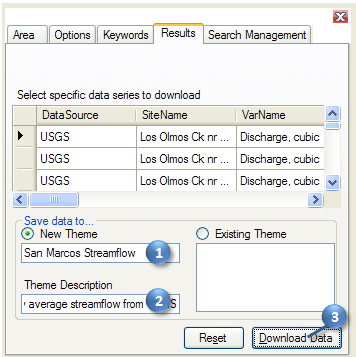 Area Options Keywords Results Search Management
Select specific data series to download
DataSource SiteName VarName
USGS Los Olmos Ck nr ... Discharge, cubic
USGS Los Olmos Ck nr ... Discharge, cubic
USGS Los Olmos Ck nr ... Discharge, cubic
Save data to...
New Theme Existing Theme
San Marcos Streamflow 1
Theme Description
average streamflow from S 2
3
Reset Download Data